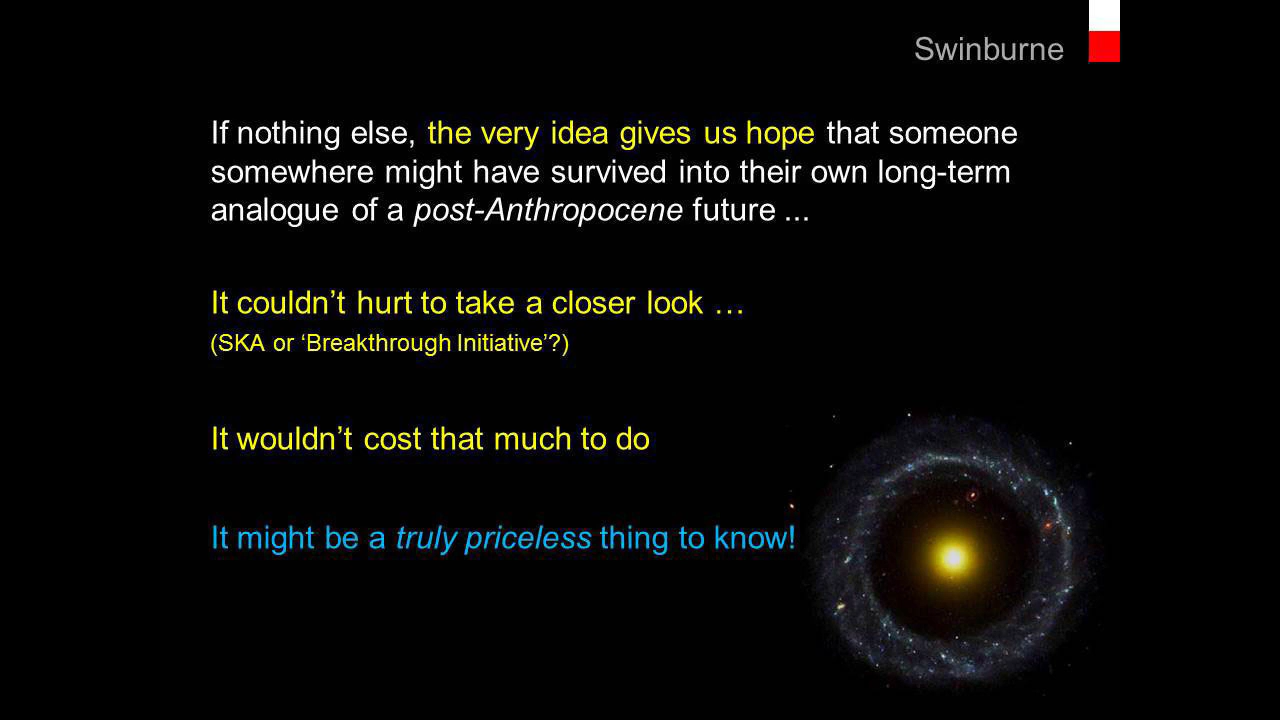 Swinburne
If nothing else, the very idea gives us hope that someone
somewhere might have survived into their own long-term
analogue of a post-Anthropocene future ...
It couldn’t hurt to take a closer look …
(SKA or ‘Breakthrough Initiative’?)
It wouldn’t cost that much to do
It might be a truly priceless thing to know!